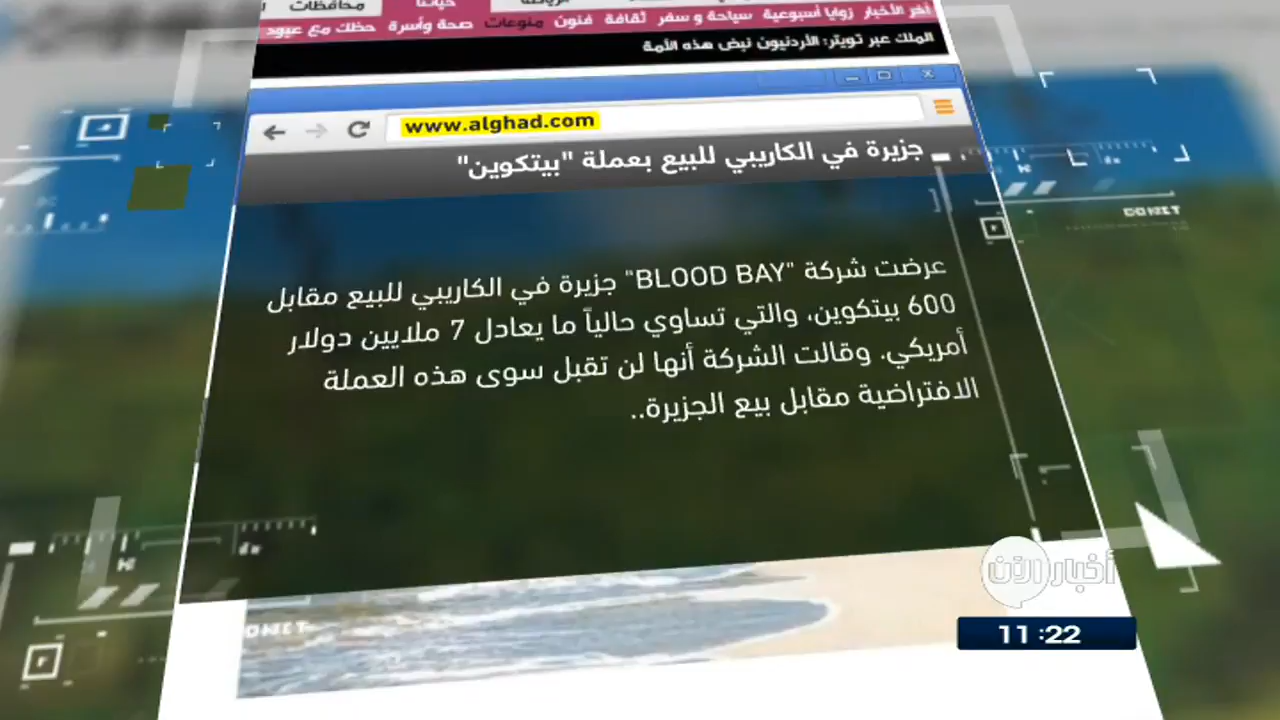 حياتنا
محافظات
آخر الأخبار زوايا أسبوعية سياحة و سفر ثقافة فنون منوعات صحة وأسرة حظك مع عبود
الملك عبر تويتر: الأردنيون نبض هذه الأمة
www.alghad.com
جزيرة في الكاريبي للبيع بعملة "بيتكوين"
عرضت شركة "BLOOD BAY" جزيرة في الكاريبي للبيع مقابل
600 بيتكوين، والتي تساوي حالياً ما يعادل 7 ملايين دولار
أمريكي. وقالت الشركة أنها لن تقبل سوى هذه العملة
الافتراضية مقابل بيع الجزيرة..
أخبار الآن
11:22